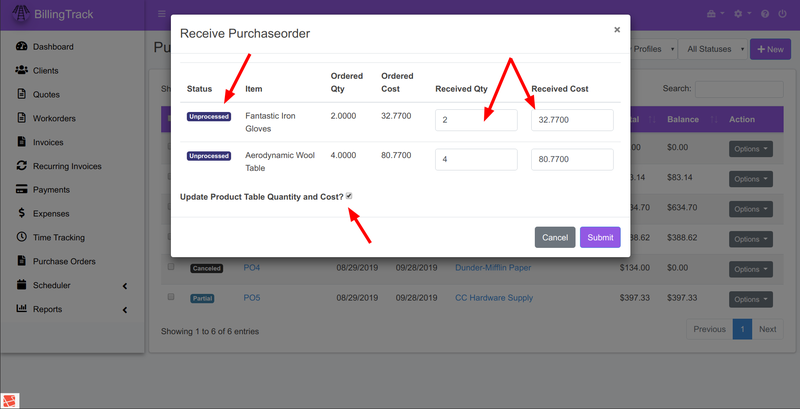 BillingTrack
Receive Purchaseorder
×
Pu
Profiles
All Statuses
+ New
Dashboard
Clients
Quotes
Workorders
Invoices
Recurring Invoices
Payments
Expenses
Time Tracking
Purchase Orders
Scheduler
Reports
Status Item Ordered Qty Ordered Cost Received Qty Received Cost
Unprocessed Fantastic Iron Gloves 2.0000 32.7700 2 32.7700
Unprocessed Aerodynamic Wool Table 4.0000 80.7700 4 80.7700
Update Product Table Quantity and Cost?
Cancel Submit
Search:
tal Balance Action
.00 $0.00 Options
3.14 $83.14 Options
34.70 $634.70 Options
88.62 $388.62 Options
Canceled PO4 08/29/2019 09/28/2019 Dunder-Mifflin Paper $134.00 $0.00 Options
Partial PO5 08/29/2019 09/28/2019 CC Hardware Supply $397.33 $397.33 Options
Showing 1 to 6 of 6 entries
Previous 1 Next